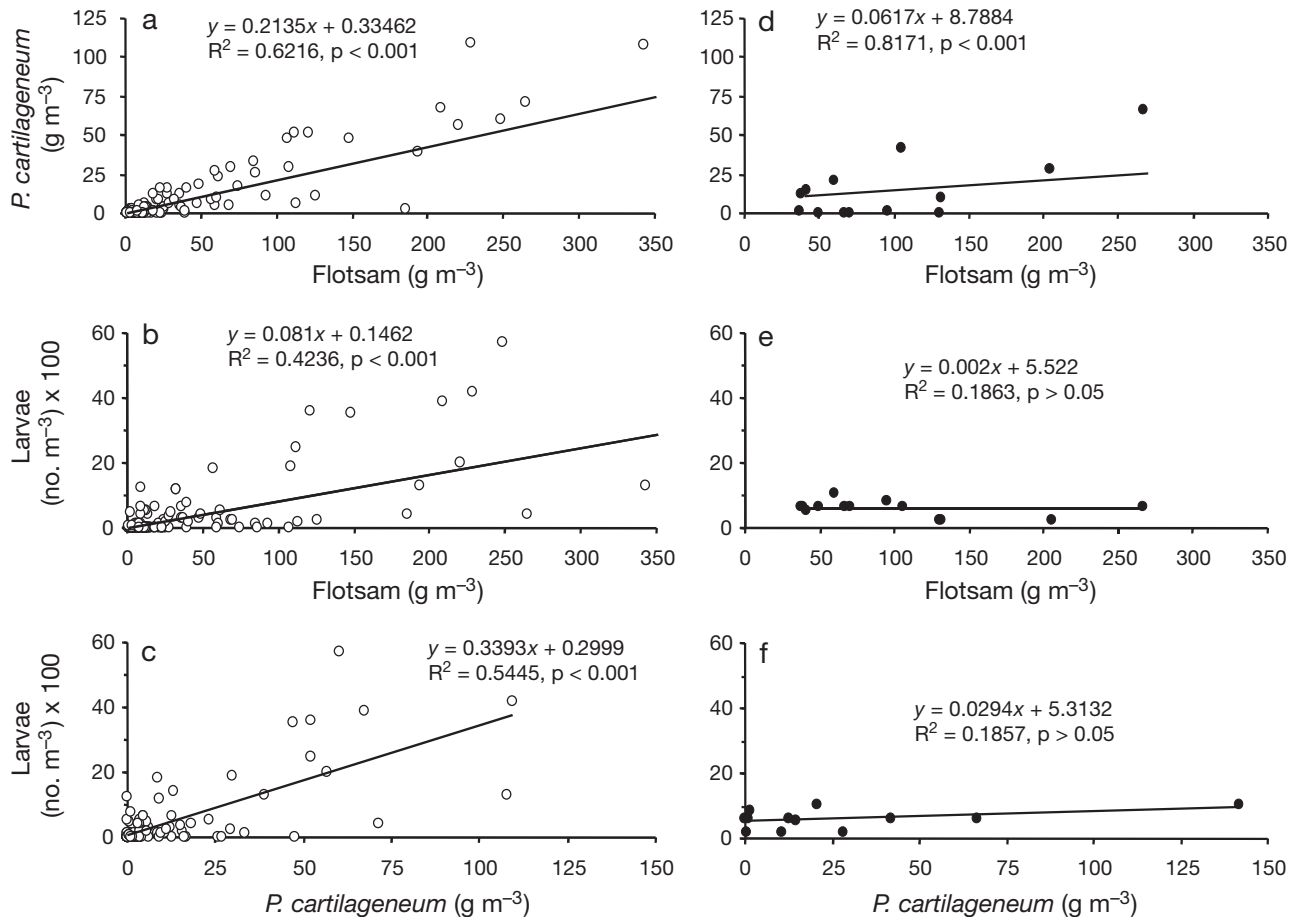 a
y = 0.2135x + 0.33462
R² = 0.6216, p < 0.001
P. cartilageneum
(g m⁻³)
125
100
75
50
25
0
0 50 100 150 200 250 300 350
Flotsam (g m⁻³)
d
y = 0.0617x + 8.7884
R² = 0.8171, p < 0.001
125
100
75
50
25
0
0 50 100 150 200 250 300 350
Flotsam (g m⁻³)
b
y = 0.081x + 0.1462
R² = 0.4236, p < 0.001
Larvae
(no. m⁻³) x 100
60
40
20
0
0 50 100 150 200 250 300 350
Flotsam (g m⁻³)
e
y = 0.002x + 5.522
R² = 0.1863, p > 0.05
60
40
20
0
0 50 100 150 200 250 300 350
Flotsam (g m⁻³)
c
y = 0.3393x + 0.2999
R² = 0.5445, p < 0.001
Larvae
(no. m⁻³) x 100
60
40
20
0
0 25 50 75 100 125 150
P. cartilageneum (g m⁻³)
f
y = 0.0294x + 5.3132
R² = 0.1857, p > 0.05
60
40
20
0
0 25 50 75 100 125 150
P. cartilageneum (g m⁻³)